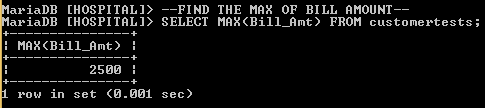 MariaDB [HOSPITAL]> --FIND THE MAX OF BILL AMOUNT--
MariaDB [HOSPITAL]> SELECT MAX(Bill_Amt) FROM customertests;
+---------------+
| MAX(Bill_Amt) |
+---------------+
|          2500 |
+---------------+
1 row in set (0.001 sec)